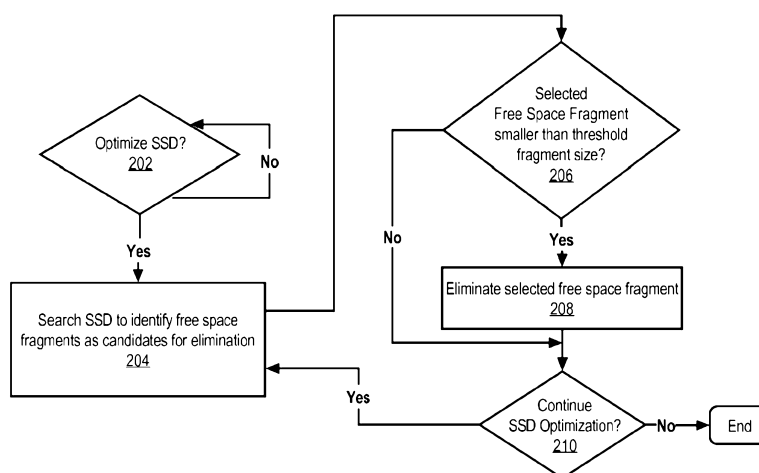 Optimize SSD?
202
No
Yes
Search SSD to identify free space
fragments as candidates for elimination
204
Selected
Free Space Fragment
smaller than threshold
fragment size?
206
No
Yes
Eliminate selected free space fragment
208
Continue
SSD Optimization?
210
Yes
No
End